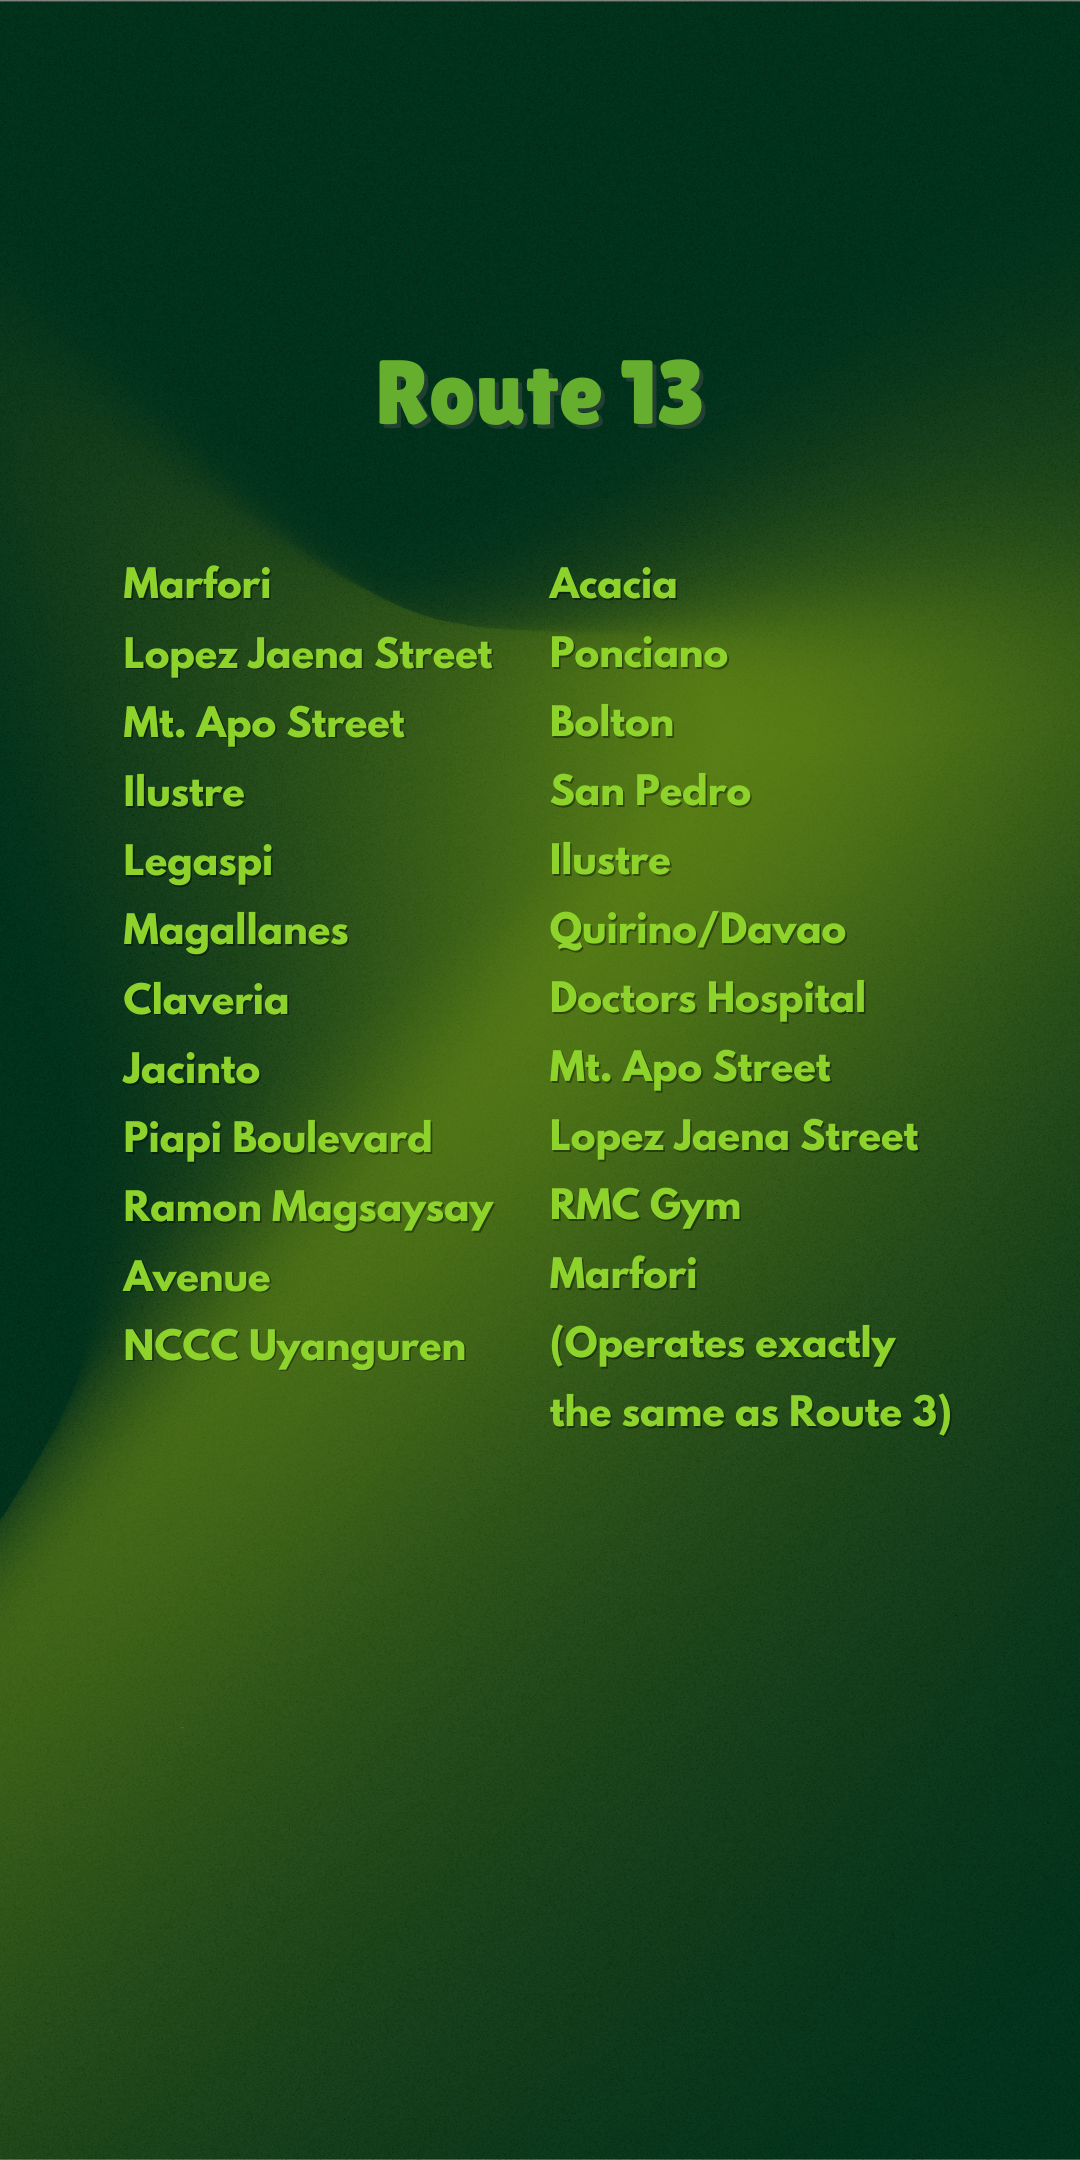 Route 13
Marfori
Lopez Jaena Street
Mt. Apo Street
Ilustre
Legaspi
Magallanes
Claveria
Jacinto
Piapi Boulevard
Ramon Magsaysay
Avenue
NCCC Uyanguren
Acacia
Ponciano
Bolton
San Pedro
Ilustre
Quirino/Davao
Doctors Hospital
Mt. Apo Street
Lopez Jaena Street
RMC Gym
Marfori
(Operates exactly
the same as Route 3)